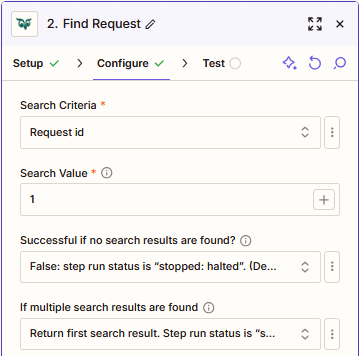 2. Find Request
Setup
Configure
Test
Search Criteria *
Request id
Search Value *
1
Successful if no search results are found?
False: step run status is “stopped: halted”. (De...
If multiple search results are found
Return first search result. Step run status is “s...